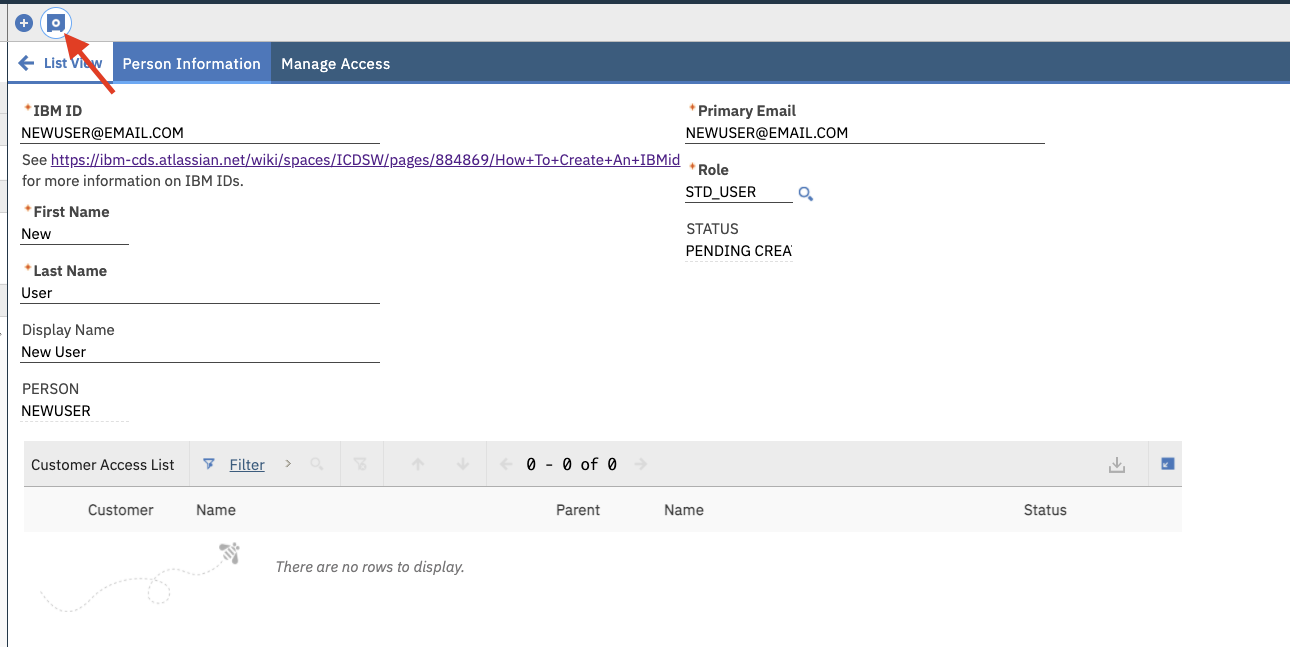 List View
Person Information
Manage Access
*IBM ID
NEWUSER@EMAIL.COM
See https://ibm-cds.atlassian.net/wiki/spaces/ICDSW/pages/884869/How+To+Create+An+IBMid
for more information on IBM IDs.
*First Name
New
*Last Name
User
Display Name
New User
PERSON
NEWUSER
*Primary Email
NEWUSER@EMAIL.COM
*Role
STD_USER
STATUS
PENDING CREA
Customer Access List Filter 0 - 0 of 0
Customer Name Parent Name Status
There are no rows to display.